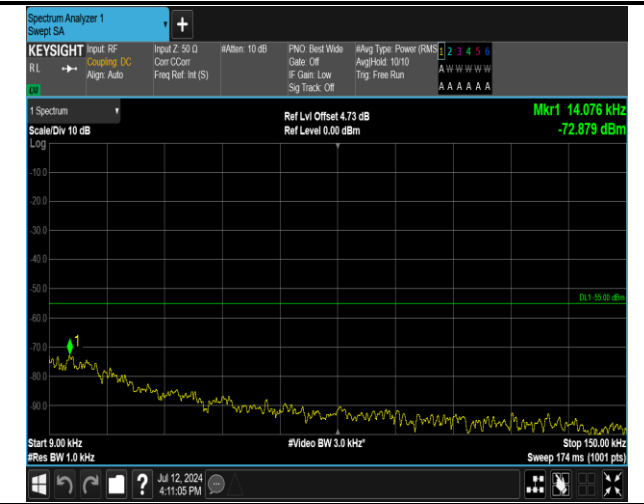 Spectrum Analyzer 1
Swept SA
+
KEYSIGHT
RL
Input: RF
Coupling: DC
Align: Auto
Input Z: 50 Ω
Corr CCorr
Freq Ref: Int (S)
#Atten: 10 dB
PNO: Best Wide
Gate: Off
IF Gain: Low
Sig Track: Off
#Avg Type: Power (RMS
Avg|Hold: 10/10
Trig: Free Run
1 2 3 4 5 6
A W W W W W
A A A A A A
1 Spectrum
Ref Lvl Offset 4.73 dB
Mkr1 14.076 kHz
Scale/Div 10 dB
Ref Level 0.00 dBm
-72.879 dBm
Log
-10.0
-20.0
-30.0
-40.0
-50.0
DL1 -55.00 dBm
-60.0
1
-70.0
-80.0
-90.0
Start 9.00 kHz
#Video BW 3.0 kHz*
Stop 150.00 kHz
#Res BW 1.0 kHz
Sweep 174 ms (1001 pts)
?
Jul 12, 2024
4:11:05 PM